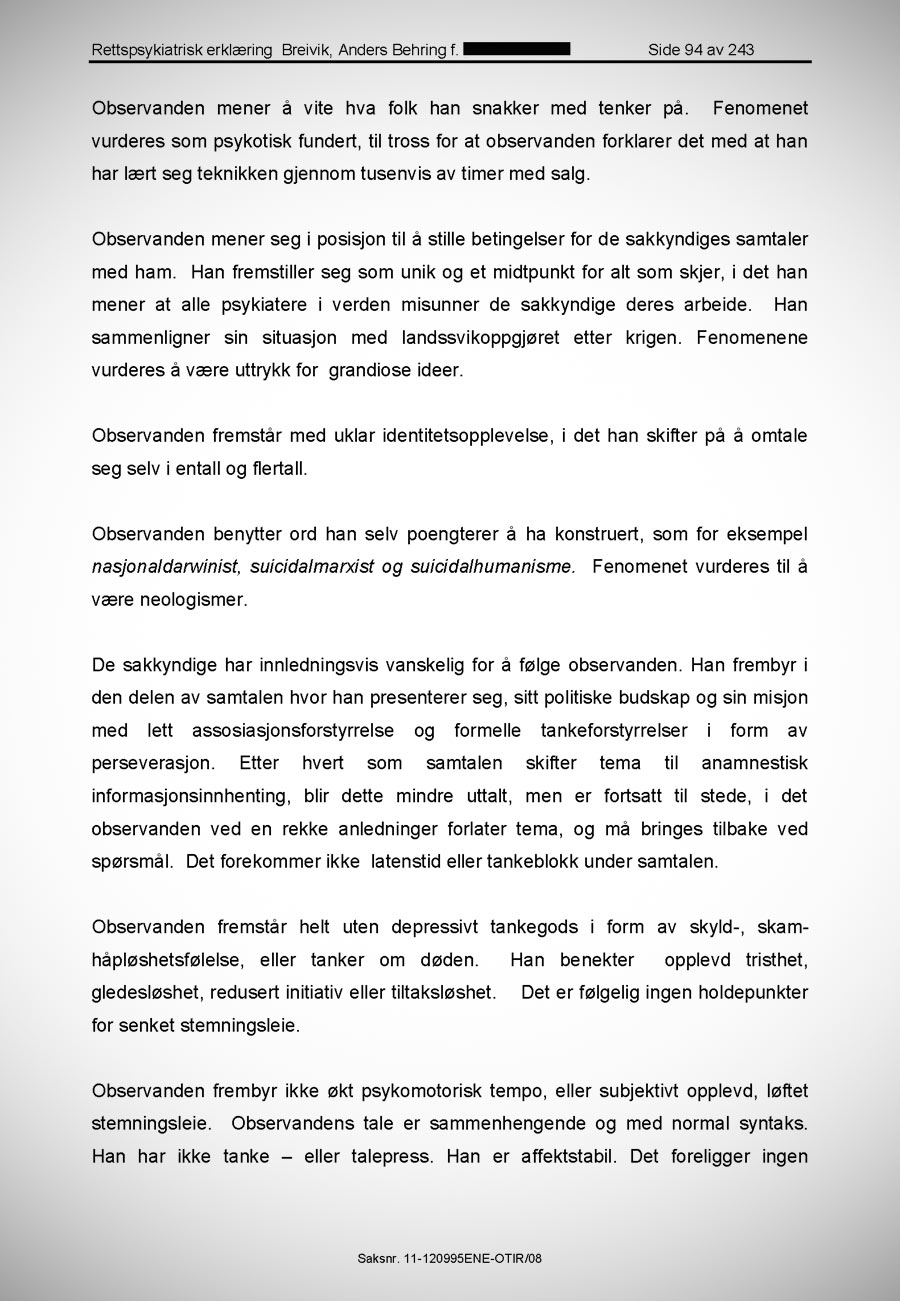 Rettspsykiatrisk erklæring  Breivik, Anders Behring f.
Side 94 av 243
Observanden mener å vite hva folk han snakker med tenker på.  Fenomenet
vurderes som psykotisk fundert, til tross for at observanden forklarer det med at han
har lært seg teknikken gjennom tusenvis av timer med salg.
Observanden mener seg i posisjon til å stille betingelser for de sakkyndiges samtaler
med ham.  Han fremstiller seg som unik og et midtpunkt for alt som skjer, i det han
mener at alle psykiatere i verden misunner de sakkyndige deres arbeide.  Han
sammenligner sin situasjon med landssvikoppgjøret etter krigen. Fenomenene
vurderes å være uttrykk for  grandiose ideer.
Observanden fremstår med uklar identitetsopplevelse, i det han skifter på å omtale
seg selv i entall og flertall.
Observanden benytter ord han selv poengterer å ha konstruert, som for eksempel
nasjonaldarwinist, suicidalmarxist og suicidalhumanisme.  Fenomenet vurderes til å
være neologismer.
De sakkyndige har innledningsvis vanskelig for å følge observanden. Han frembyr i
den delen av samtalen hvor han presenterer seg, sitt politiske budskap og sin misjon
med lett assosiasjonsforstyrrelse og formelle tankeforstyrrelser i form av
perseverasjon. Etter hvert som samtalen skifter tema til anamnestisk
informasjonsinnhenting, blir dette mindre uttalt, men er fortsatt til stede, i det
observanden ved en rekke anledninger forlater tema, og må bringes tilbake ved
spørsmål.  Det forekommer ikke  latenstid eller tankeblokk under samtalen.
Observanden fremstår helt uten depressivt tankegods i form av skyld-, skam-
håpløshetsfølelse, eller tanker om døden.  Han benekter  opplevd tristhet,
gledesløshet, redusert initiativ eller tiltaksløshet.   Det er følgelig ingen holdepunkter
for senket stemningsleie.
Observanden frembyr ikke økt psykomotorisk tempo, eller subjektivt opplevd, løftet
stemningsleie.  Observandens tale er sammenhengende og med normal syntaks.
Han har ikke tanke – eller talepress. Han er affektstabil. Det foreligger ingen
Saksnr. 11-120995ENE-OTIR/08